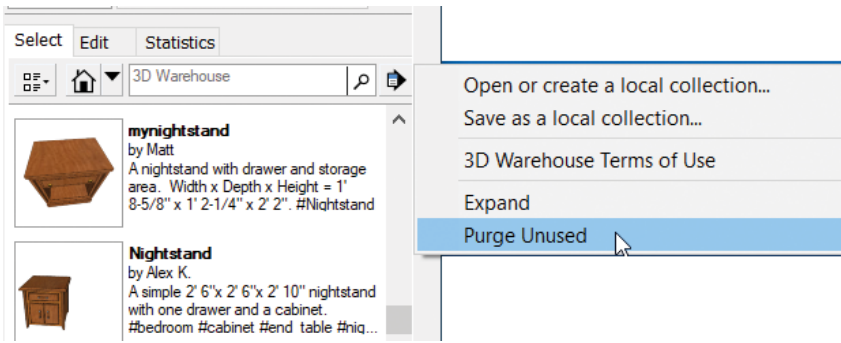 Select Edit Statistics
3D Warehouse
mynightstand
by Matt
A nightstand with drawer and storage
area. Width x Depth x Height = 1'
8-5/8" x 1' 2-1/4" x 2' 2". #Nightstand
Nightstand
by Alex K.
A simple 2' 6"x 2' 6"x 2' 10" nightstand
with one drawer and a cabinet.
#bedroom #cabinet #end_table #nig...
Open or create a local collection...
Save as a local collection...
3D Warehouse Terms of Use
Expand
Purge Unused